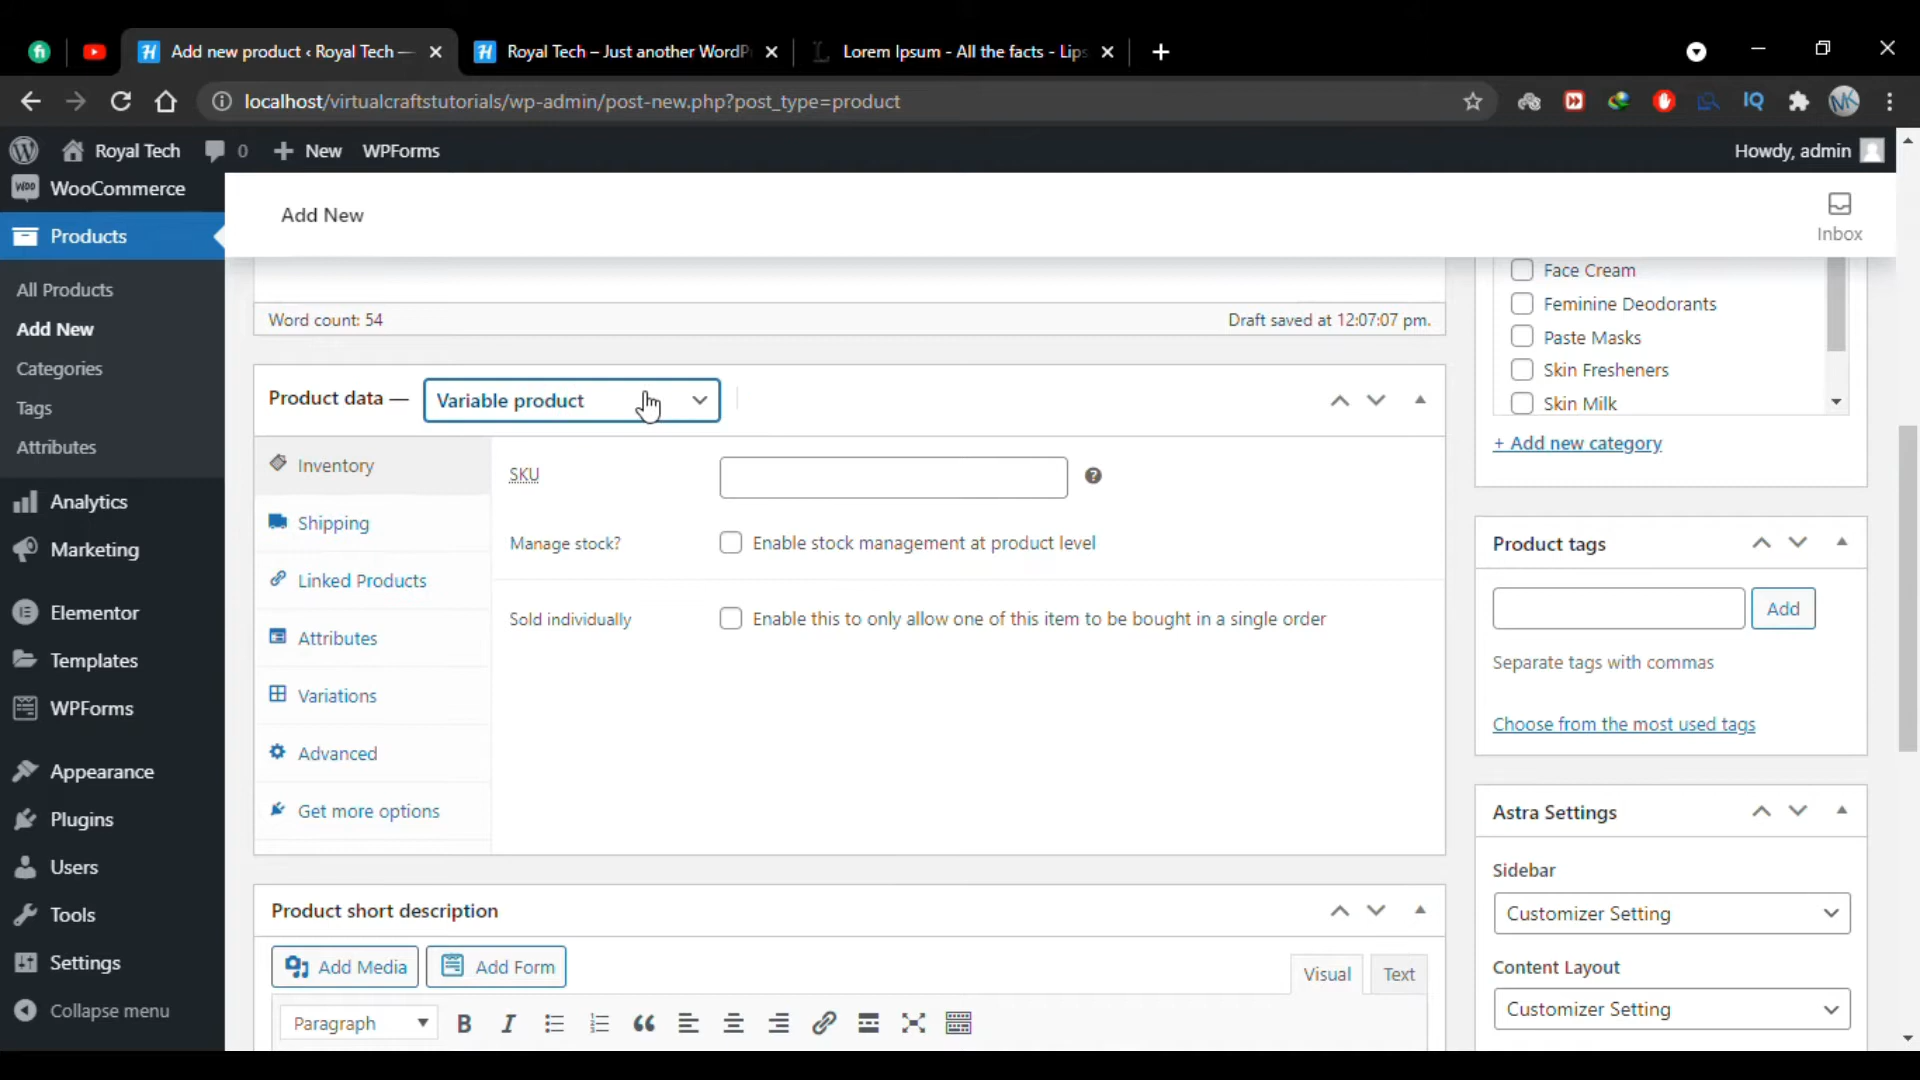 Add new product ‹ Royal Tech —
Royal Tech – Just another WordP
Lorem Ipsum - All the facts - Lips
localhost/virtualcraftstutorials/wp-admin/post-new.php?post_type=product
IQ
MK
Royal Tech
0
New
WPForms
Howdy, admin
WooCommerce
Products
All Products
Add New
Categories
Tags
Attributes
Analytics
Marketing
Elementor
Templates
WPForms
Appearance
Plugins
Users
Tools
Settings
Collapse menu
Add New
Inbox
Word count: 54
Draft saved at 12:07:07 pm.
Product data —
Variable product
Inventory
Shipping
Linked Products
Attributes
Variations
Advanced
Get more options
SKU
Manage stock?
Enable stock management at product level
Sold individually
Enable this to only allow one of this item to be bought in a single order
Product short description
Add Media
Add Form
Visual
Text
Paragraph
Face Cream
Feminine Deodorants
Paste Masks
Skin Fresheners
Skin Milk
+ Add new category
Product tags
Add
Separate tags with commas
Choose from the most used tags
Astra Settings
Sidebar
Customizer Setting
Content Layout
Customizer Setting